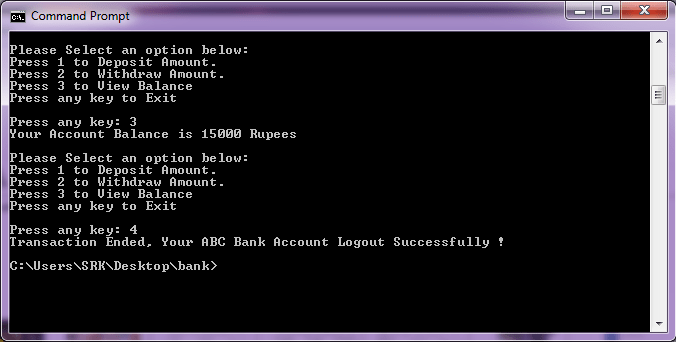 Command Prompt
Please Select an option below:
Press 1 to Deposit Amount.
Press 2 to Withdraw Amount.
Press 3 to View Balance
Press any key to Exit
Press any key: 3
Your Account Balance is 15000 Rupees
Please Select an option below:
Press 1 to Deposit Amount.
Press 2 to Withdraw Amount.
Press 3 to View Balance
Press any key to Exit
Press any key: 4
Transaction Ended, Your ABC Bank Account Logout Successfully !
C:\Users\SRK\Desktop\bank>